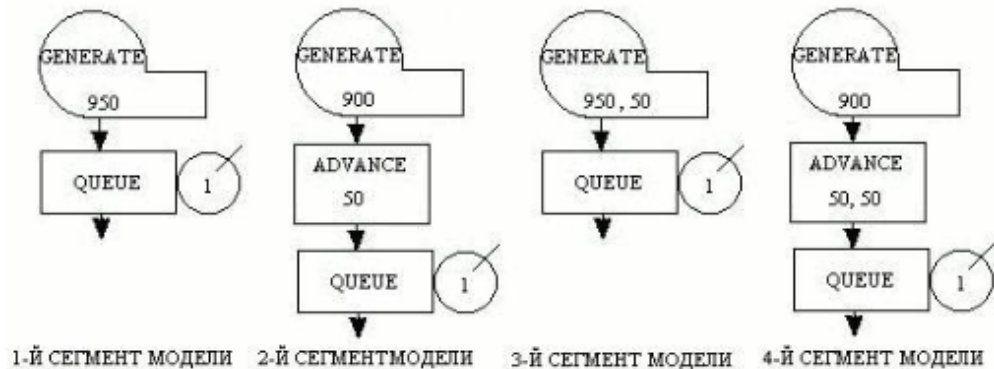 GENERATE
950
QUEUE
1
1-Й СЕГМЕНТ МОДЕЛИ
GENERATE
900
ADVANCE
50
QUEUE
1
2-Й СЕГМЕНТМОДЕЛИ
GENERATE
950 , 50
QUEUE
1
3-Й СЕГМЕНТ МОДЕЛИ
GENERATE
900
ADVANCE
50, 50
QUEUE
1
4-Й СЕГМЕНТ МОДЕЛИ